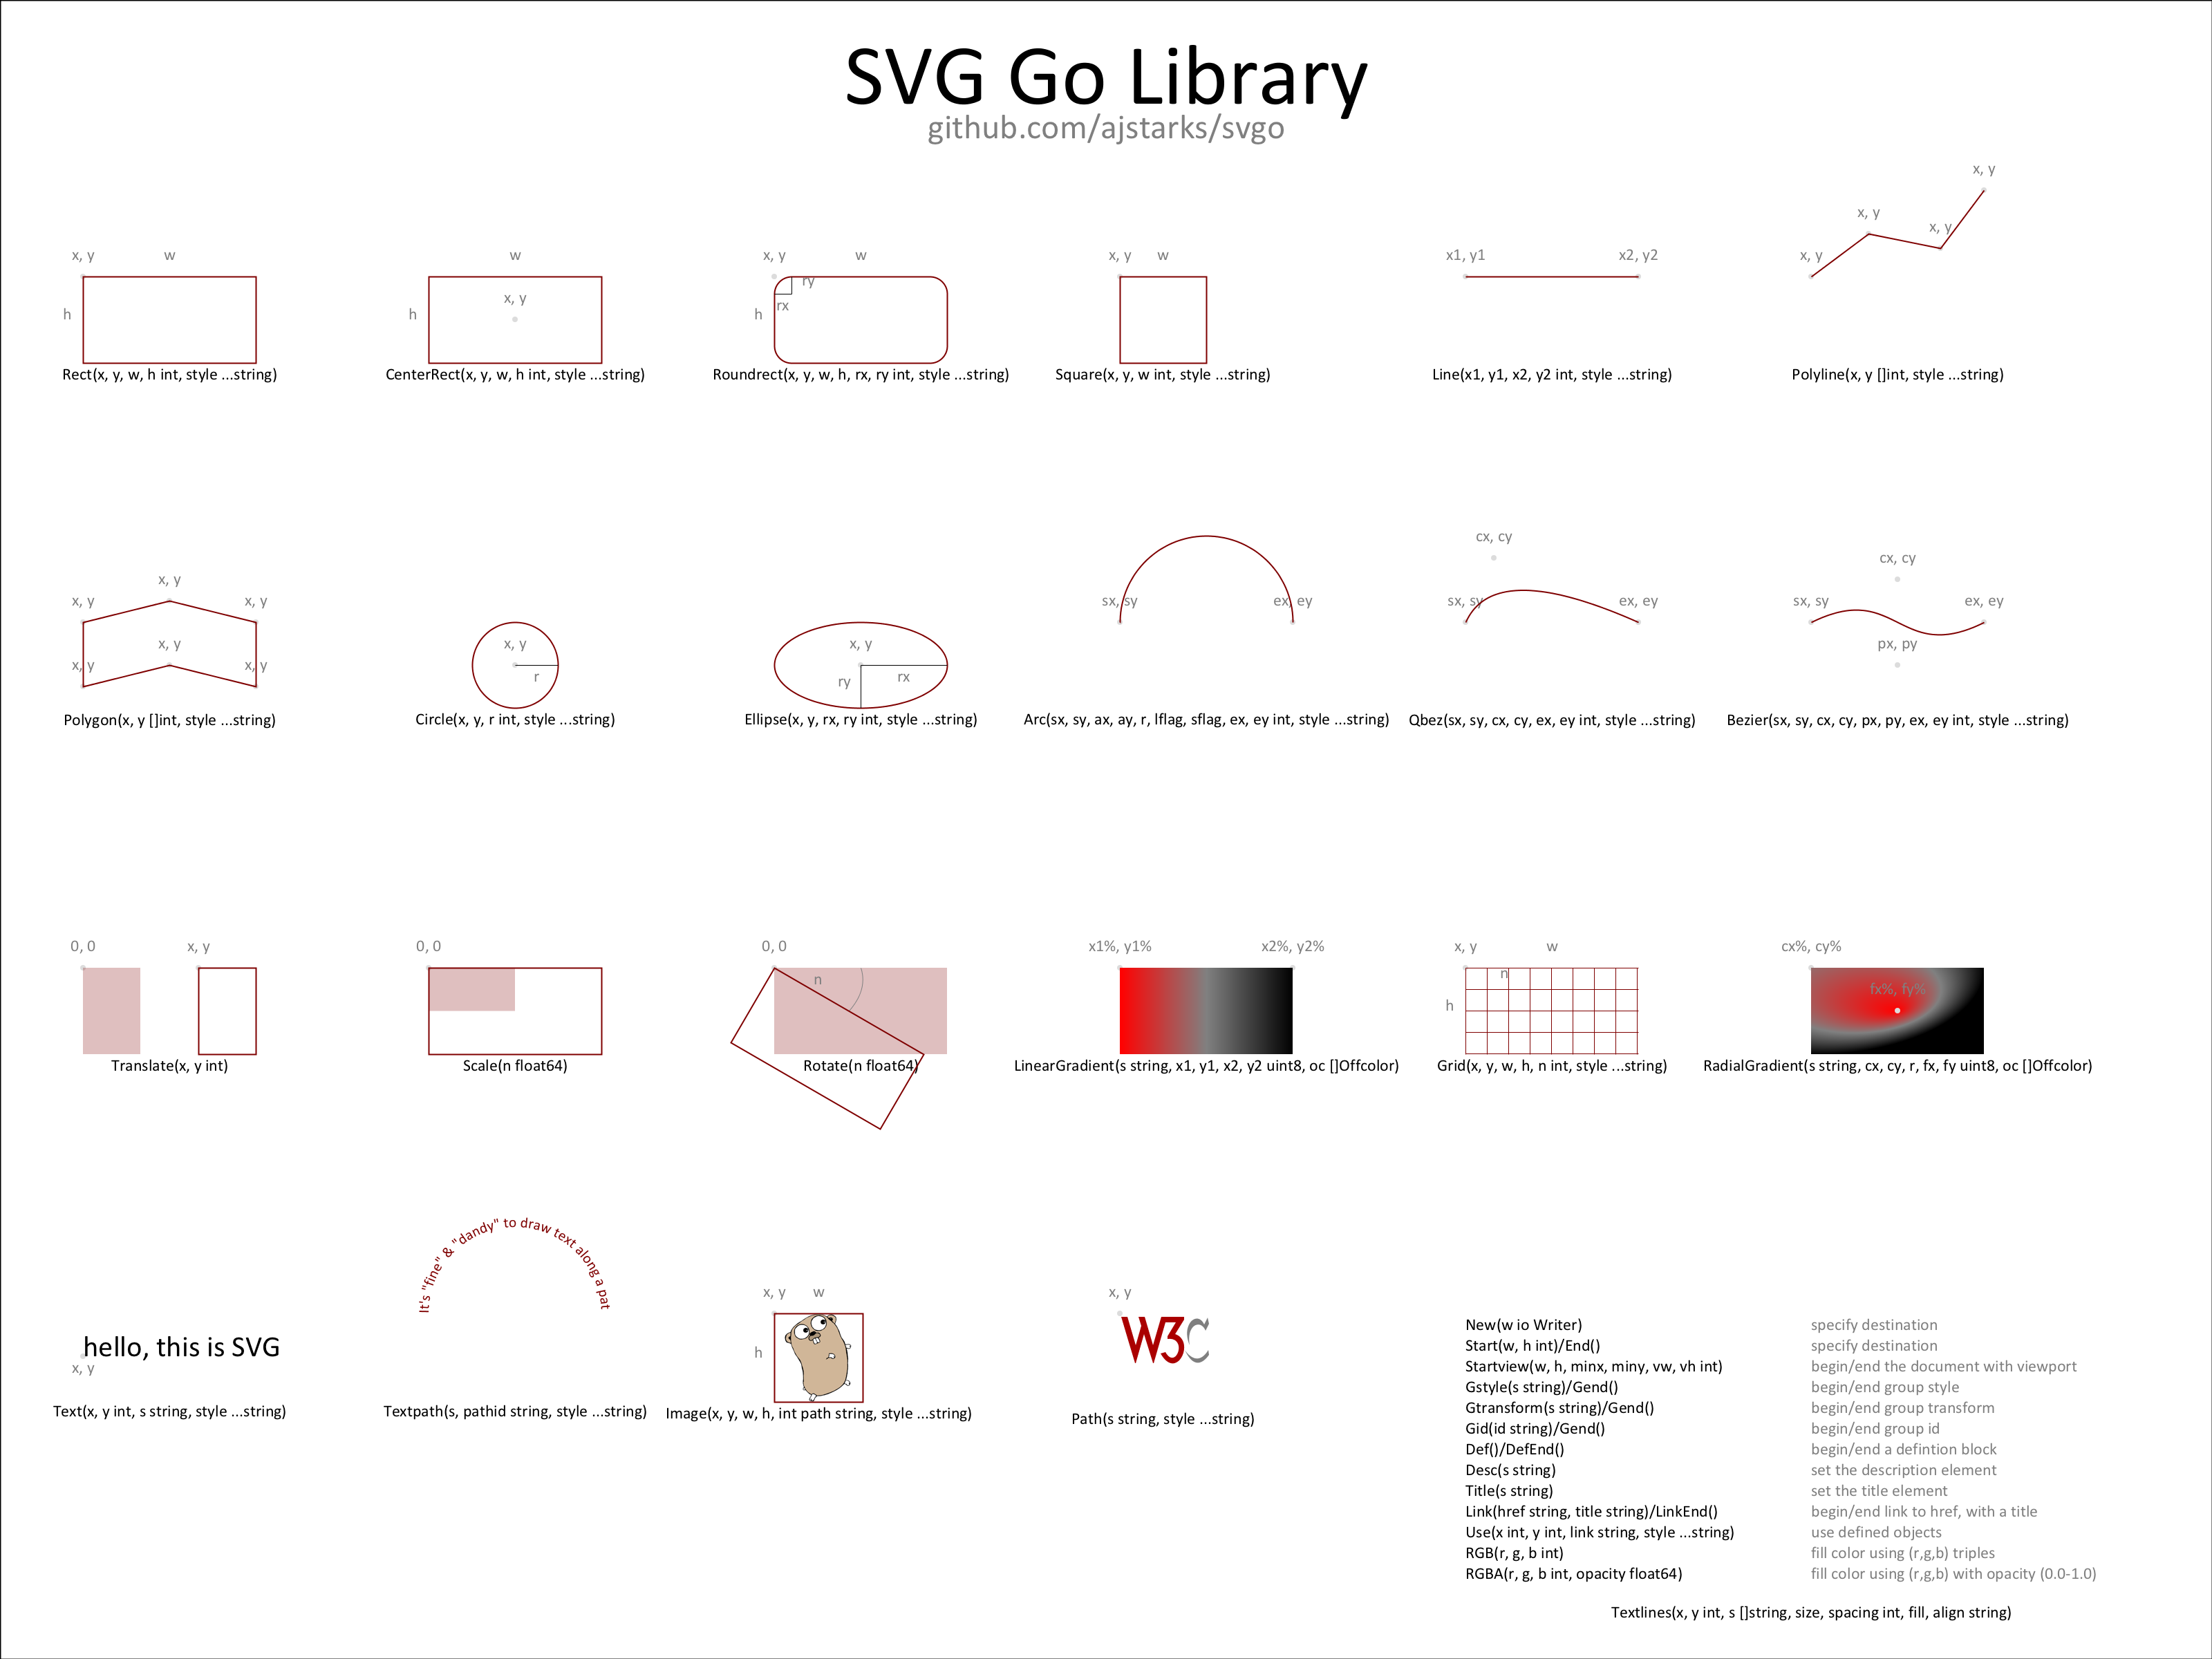 SVG Go Library
github.com/ajstarks/svgo
x, y
w
h
Rect(x, y, w, h int, style ...string)
w
x, y
h
CenterRect(x, y, w, h int, style ...string)
x, y
w
ry
rx
h
Roundrect(x, y, w, h, rx, ry int, style ...string)
x, y
w
Square(x, y, w int, style ...string)
x1, y1
x2, y2
Line(x1, y1, x2, y2 int, style ...string)
x, y
x, y
x, y
x, y
Polyline(x, y []int, style ...string)
x, y
x, y
x, y
x, y
x, y
x, y
Polygon(x, y []int, style ...string)
x, y
r
Circle(x, y, r int, style ...string)
x, y
ry
rx
Ellipse(x, y, rx, ry int, style ...string)
sx, sy
ex, ey
Arc(sx, sy, ax, ay, r, lflag, sflag, ex, ey int, style ...string)
cx, cy
sx, sy
ex, ey
Qbez(sx, sy, cx, cy, ex, ey int, style ...string)
cx, cy
sx, sy
ex, ey
px, py
Bezier(sx, sy, cx, cy, px, py, ex, ey int, style ...string)
0, 0
x, y
Translate(x, y int)
0, 0
Scale(n float64)
0, 0
n
Rotate(n float64)
x1%, y1%
x2%, y2%
LinearGradient(s string, x1, y1, x2, y2 uint8, oc []Offcolor)
x, y
w
n
h
Grid(x, y, w, h, n int, style ...string)
cx%, cy%
fx%, fy%
RadialGradient(s string, cx, cy, r, fx, fy uint8, oc []Offcolor)
hello, this is SVG
x, y
Text(x, y int, s string, style ...string)
It's "fine" & "dandy" to draw text along a pat
Textpath(s, pathid string, style ...string)
x, y
w
h
Image(x, y, w, h, int path string, style ...string)
x, y
W3C
Path(s string, style ...string)
New(w io Writer) specify destination
Start(w, h int)/End() specify destination
Startview(w, h, minx, miny, vw, vh int) begin/end the document with viewport
Gstyle(s string)/Gend() begin/end group style
Gtransform(s string)/Gend() begin/end group transform
Gid(id string)/Gend() begin/end group id
Def()/DefEnd() begin/end a defintion block
Desc(s string) set the description element
Title(s string) set the title element
Link(href string, title string)/LinkEnd() begin/end link to href, with a title
Use(x int, y int, link string, style ...string) use defined objects
RGB(r, g, b int) fill color using (r,g,b) triples
RGBA(r, g, b int, opacity float64) fill color using (r,g,b) with opacity (0.0-1.0)
Textlines(x, y int, s []string, size, spacing int, fill, align string)